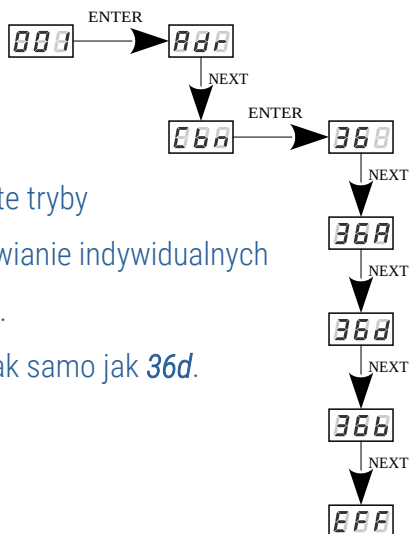 ENTER
001 Adr
NEXT
ENTER
Cbn 36
NEXT
te tryby
36A
wianie indywidualnych
NEXT
.
36d
ak samo jak 36d.
NEXT
36b
NEXT
EFF